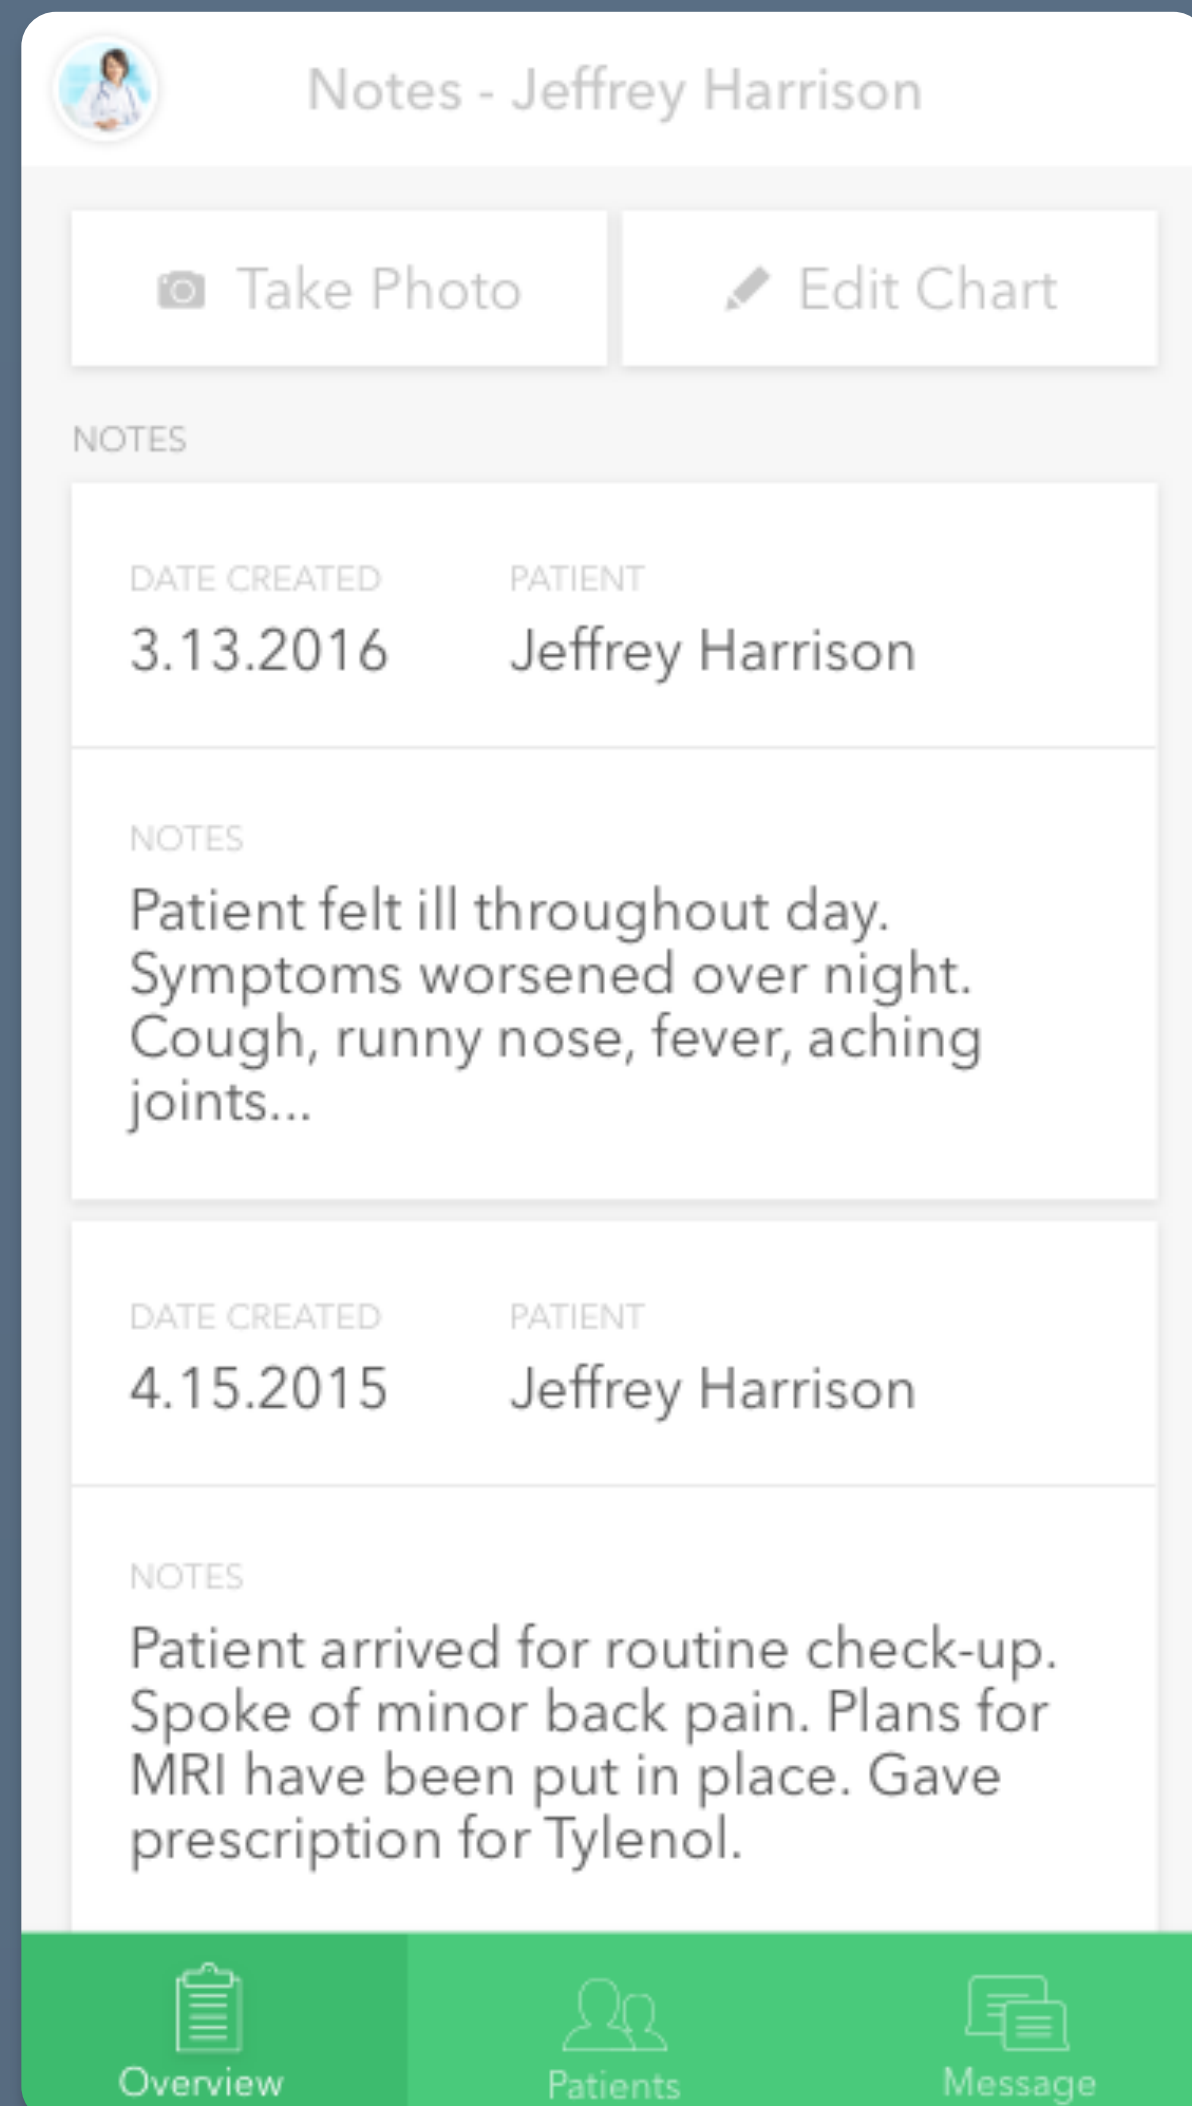 Notes - Jeffrey Harrison
Take Photo
Edit Chart
NOTES
DATE CREATED PATIENT
3.13.2016 Jeffrey Harrison
NOTES
Patient felt ill throughout day.
Symptoms worsened over night.
Cough, runny nose, fever, aching
joints...
DATE CREATED PATIENT
4.15.2015 Jeffrey Harrison
NOTES
Patient arrived for routine check-up.
Spoke of minor back pain. Plans for
MRI have been put in place. Gave
prescription for Tylenol.
Overview Patients Message